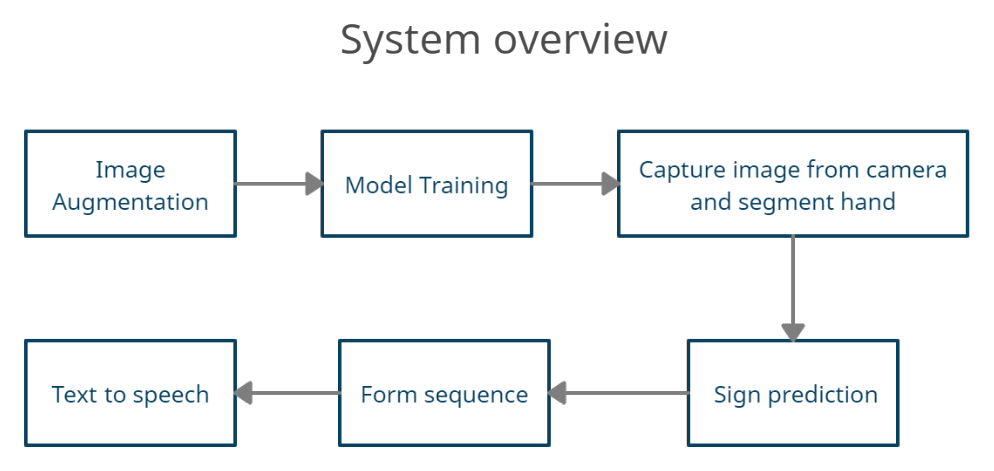 System overview
Image
Augmentation
Model Training
Capture image from camera
and segment hand
Sign prediction
Form sequence
Text to speech